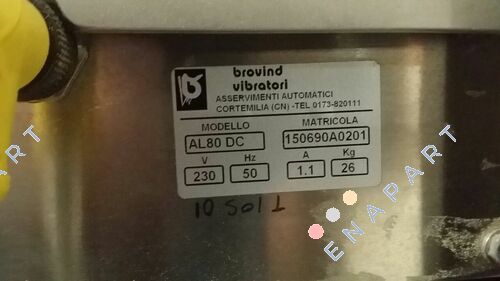 brovind
vibratori
ASSERVIMENTI AUTOMATICI
CORTEMILIA (CN) -TEL 0173-820111
MODELLO MATRICOLA
AL80 DC 150690A0201
V Hz A Kg
230 50 1.1 26
ENAPART
ENAPART